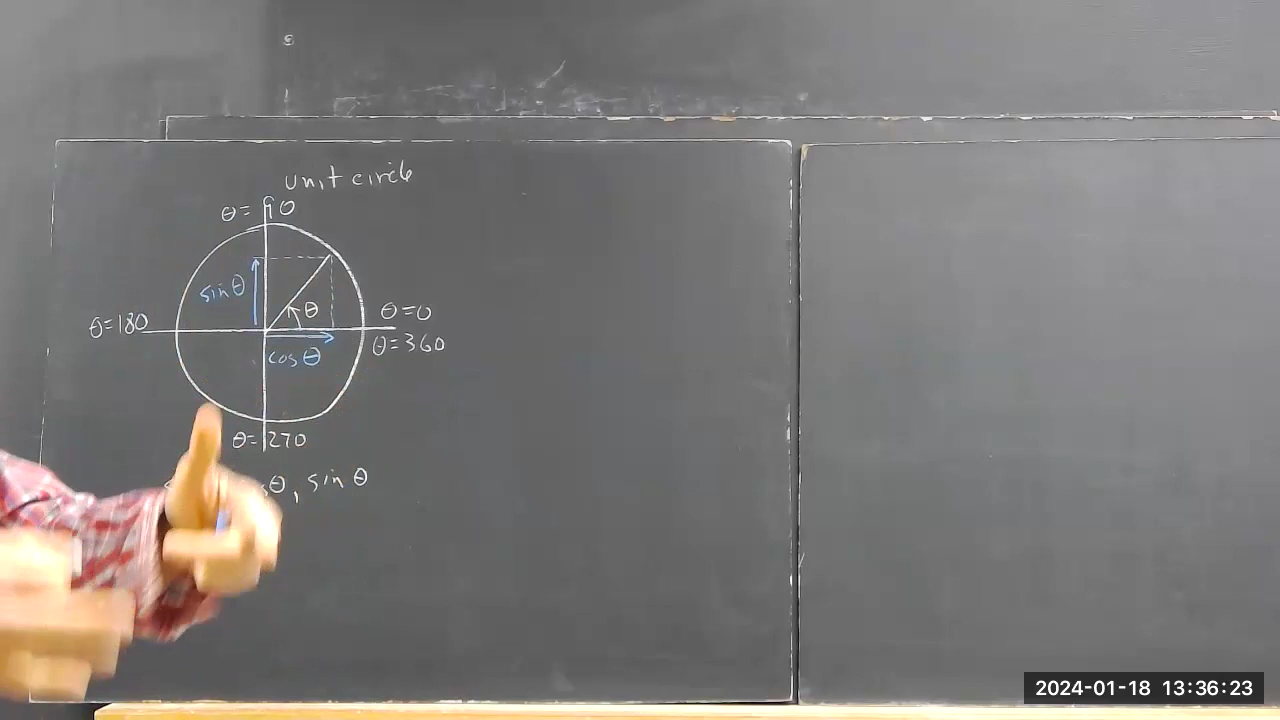 unit circle
θ= 90
sin θ
θ
θ=0
θ=180
θ=360
cos θ
θ= 270
θ, sin θ
2024-01-18 13:36:23